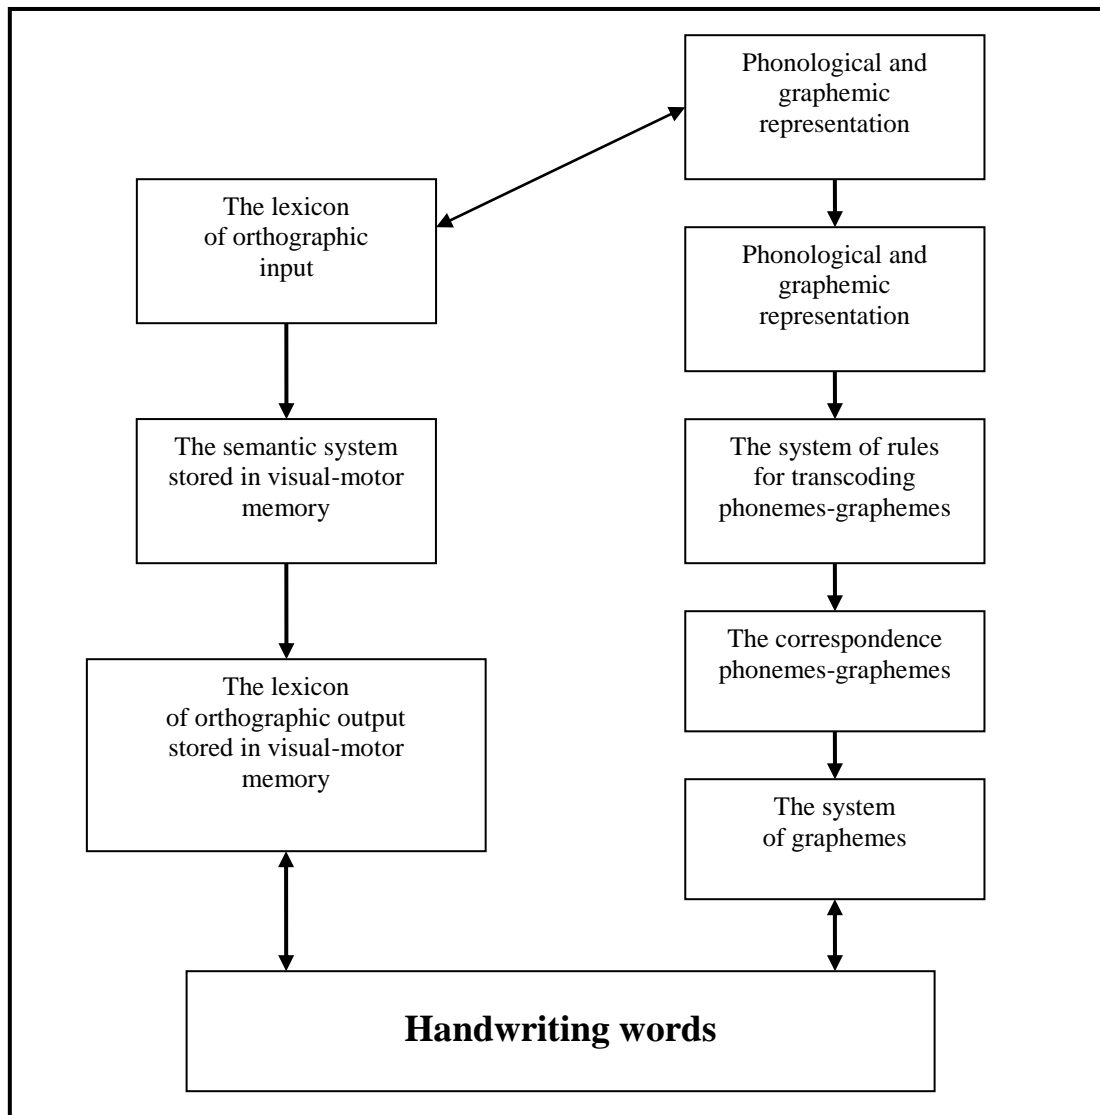 Phonological and
graphemic
representation
The lexicon
of orthographic
input
Phonological and
graphemic
representation
The semantic system
stored in visual-motor
memory
The system of rules
for transcoding
phonemes-graphemes
The correspondence
phonemes-graphemes
The lexicon
of orthographic output
stored in visual-motor
memory
The system
of graphemes
Handwriting words